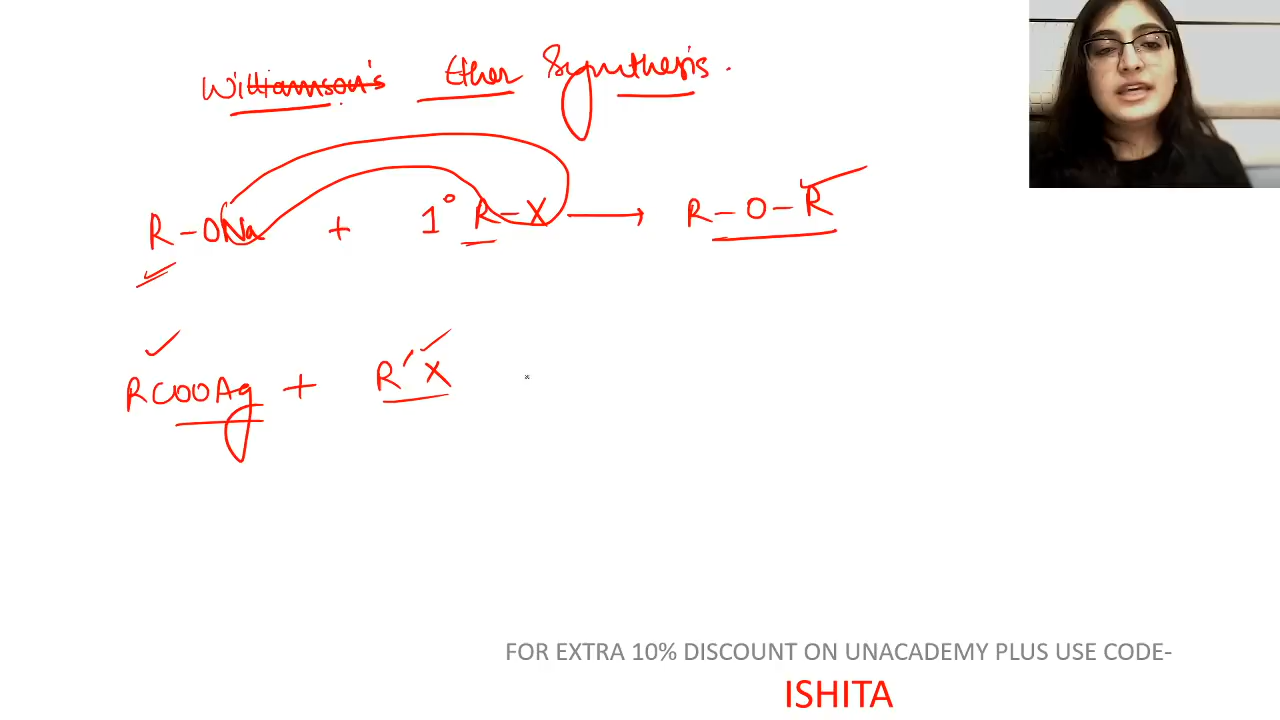 Williamson's Ether Synthesis.
R-ONa + 1° R-X → R-O-R
RCOOAg + R'X
FOR EXTRA 10% DISCOUNT ON UNACADEMY PLUS USE CODE-
ISHITA